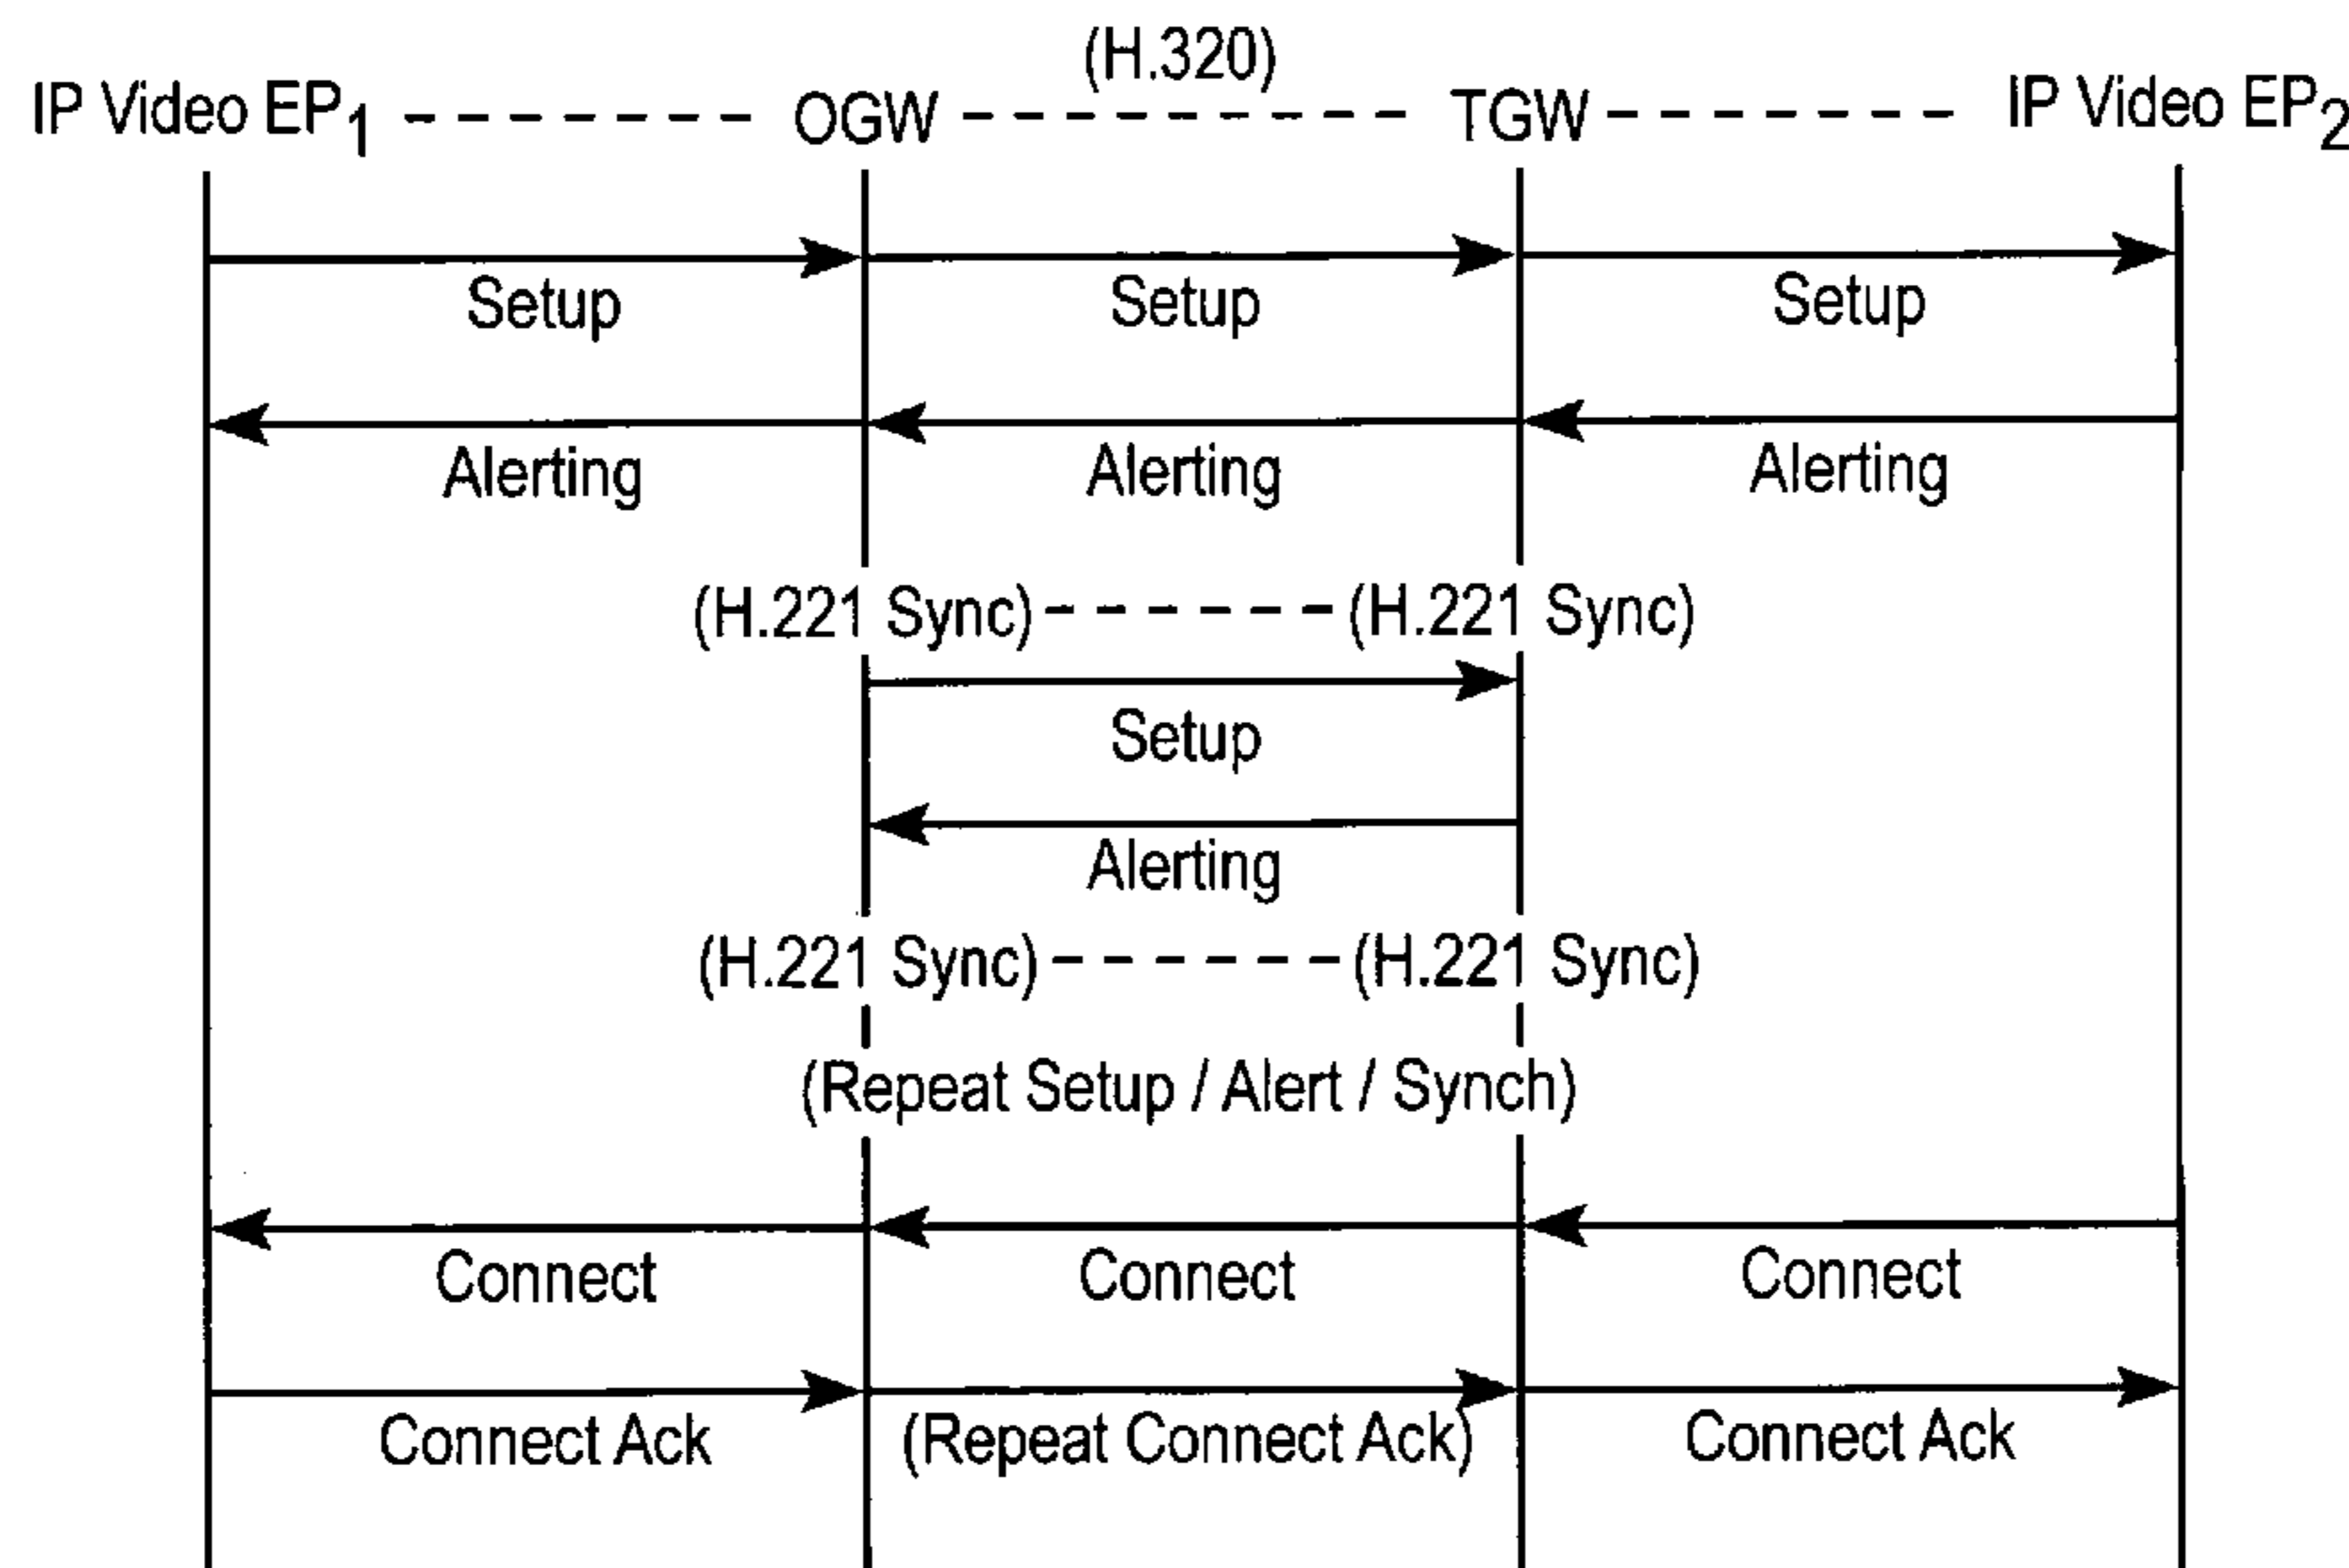 (H.320)
IP Video EP1 OGW TGW IP Video EP2
Setup Setup Setup
Alerting Alerting Alerting
(H.221 Sync) (H.221 Sync)
Setup
Alerting
(H.221 Sync) (H.221 Sync)
(Repeat Setup / Alert / Synch)
Connect Connect Connect
Connect Ack (Repeat Connect Ack) Connect Ack